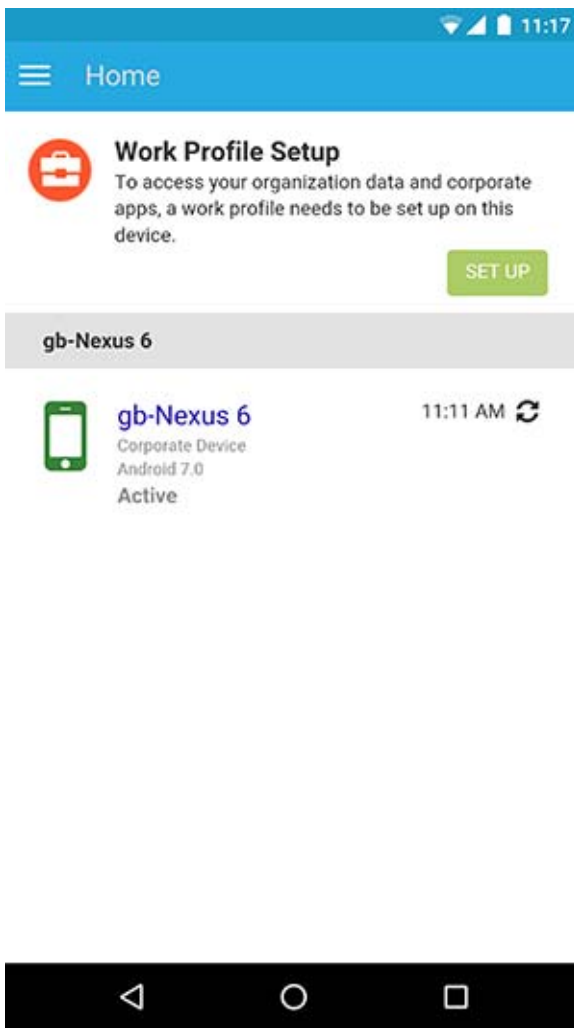 11:17
Home
Work Profile Setup
To access your organization data and corporate
apps, a work profile needs to be set up on this
device.
SET UP
gb-Nexus 6
gb-Nexus 6
11:11 AM
Corporate Device
Android 7.0
Active